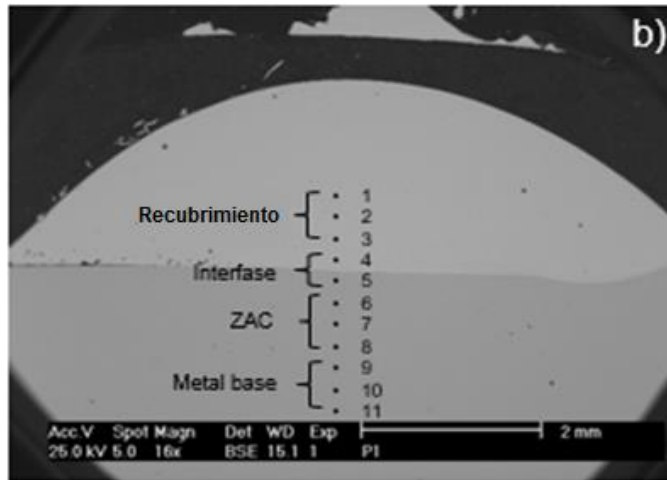 b)
1
Recubrimiento 2
3
4
Interfase 5
6
ZAC 7
8
9
Metal base 10
11
Acc.V Spot Magn Det WD Exp 2 mm
25.0 kV 5.0 16x BSE 15.1 1 P1